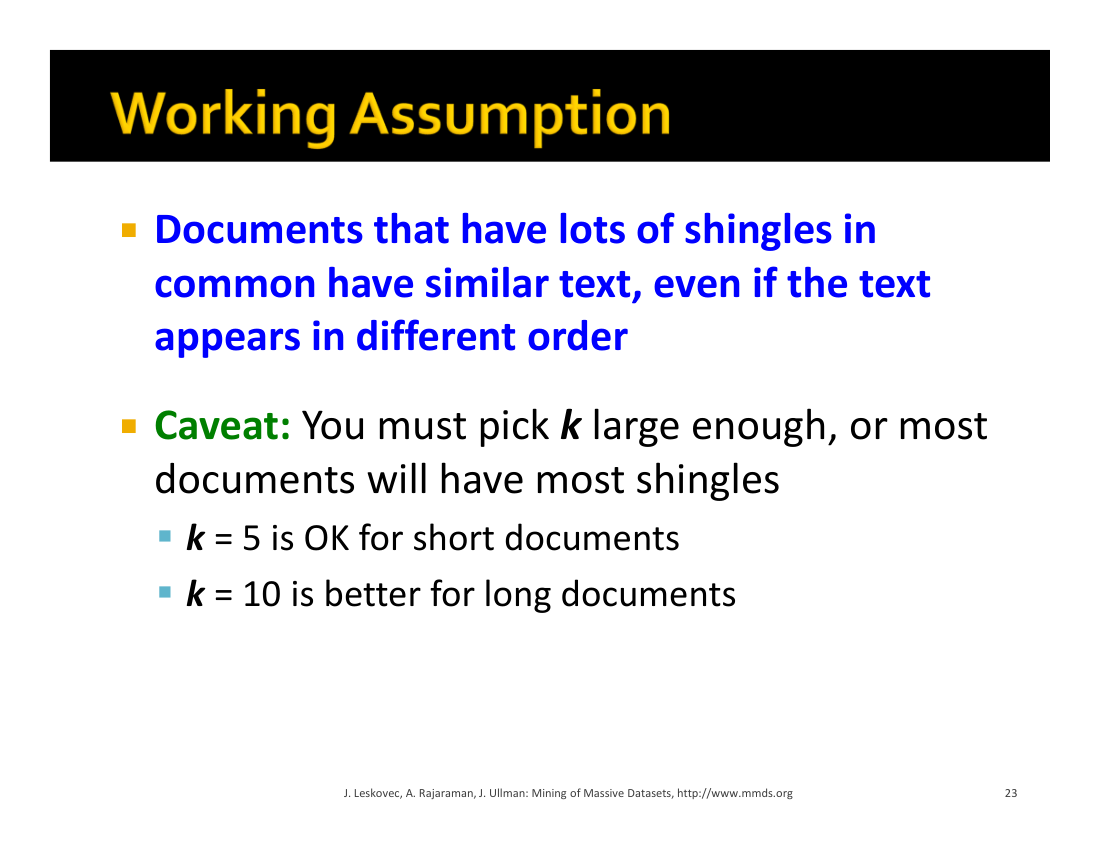 Working Assumption
Documents that have lots of shingles in
common have similar text, even if the text
appears in different order
Caveat: You must pick k large enough, or most
documents will have most shingles
k = 5 is OK for short documents
k = 10 is better for long documents
J. Leskovec, A. Rajaraman, J. Ullman: Mining of Massive Datasets, http://www.mmds.org
23